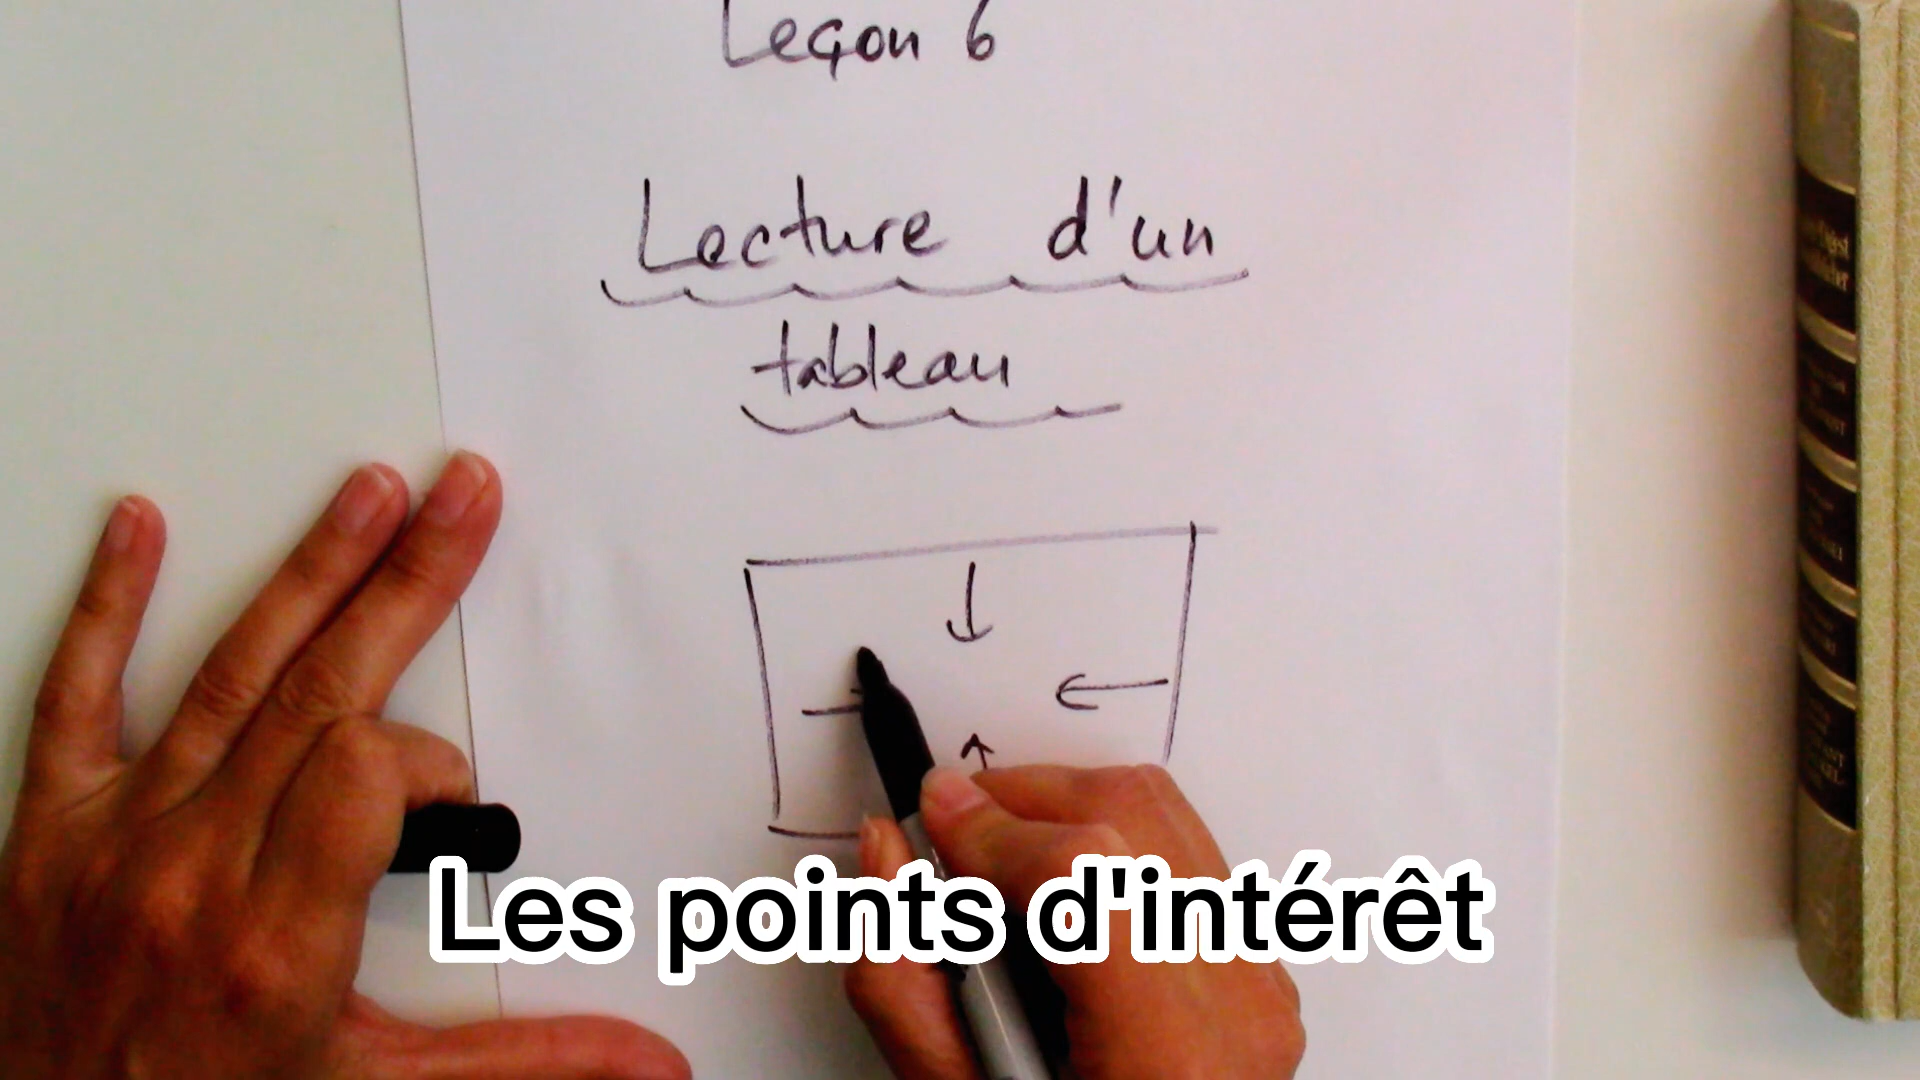 Leçon 6
Lecture d'un
tableau
Les points d'intérêt